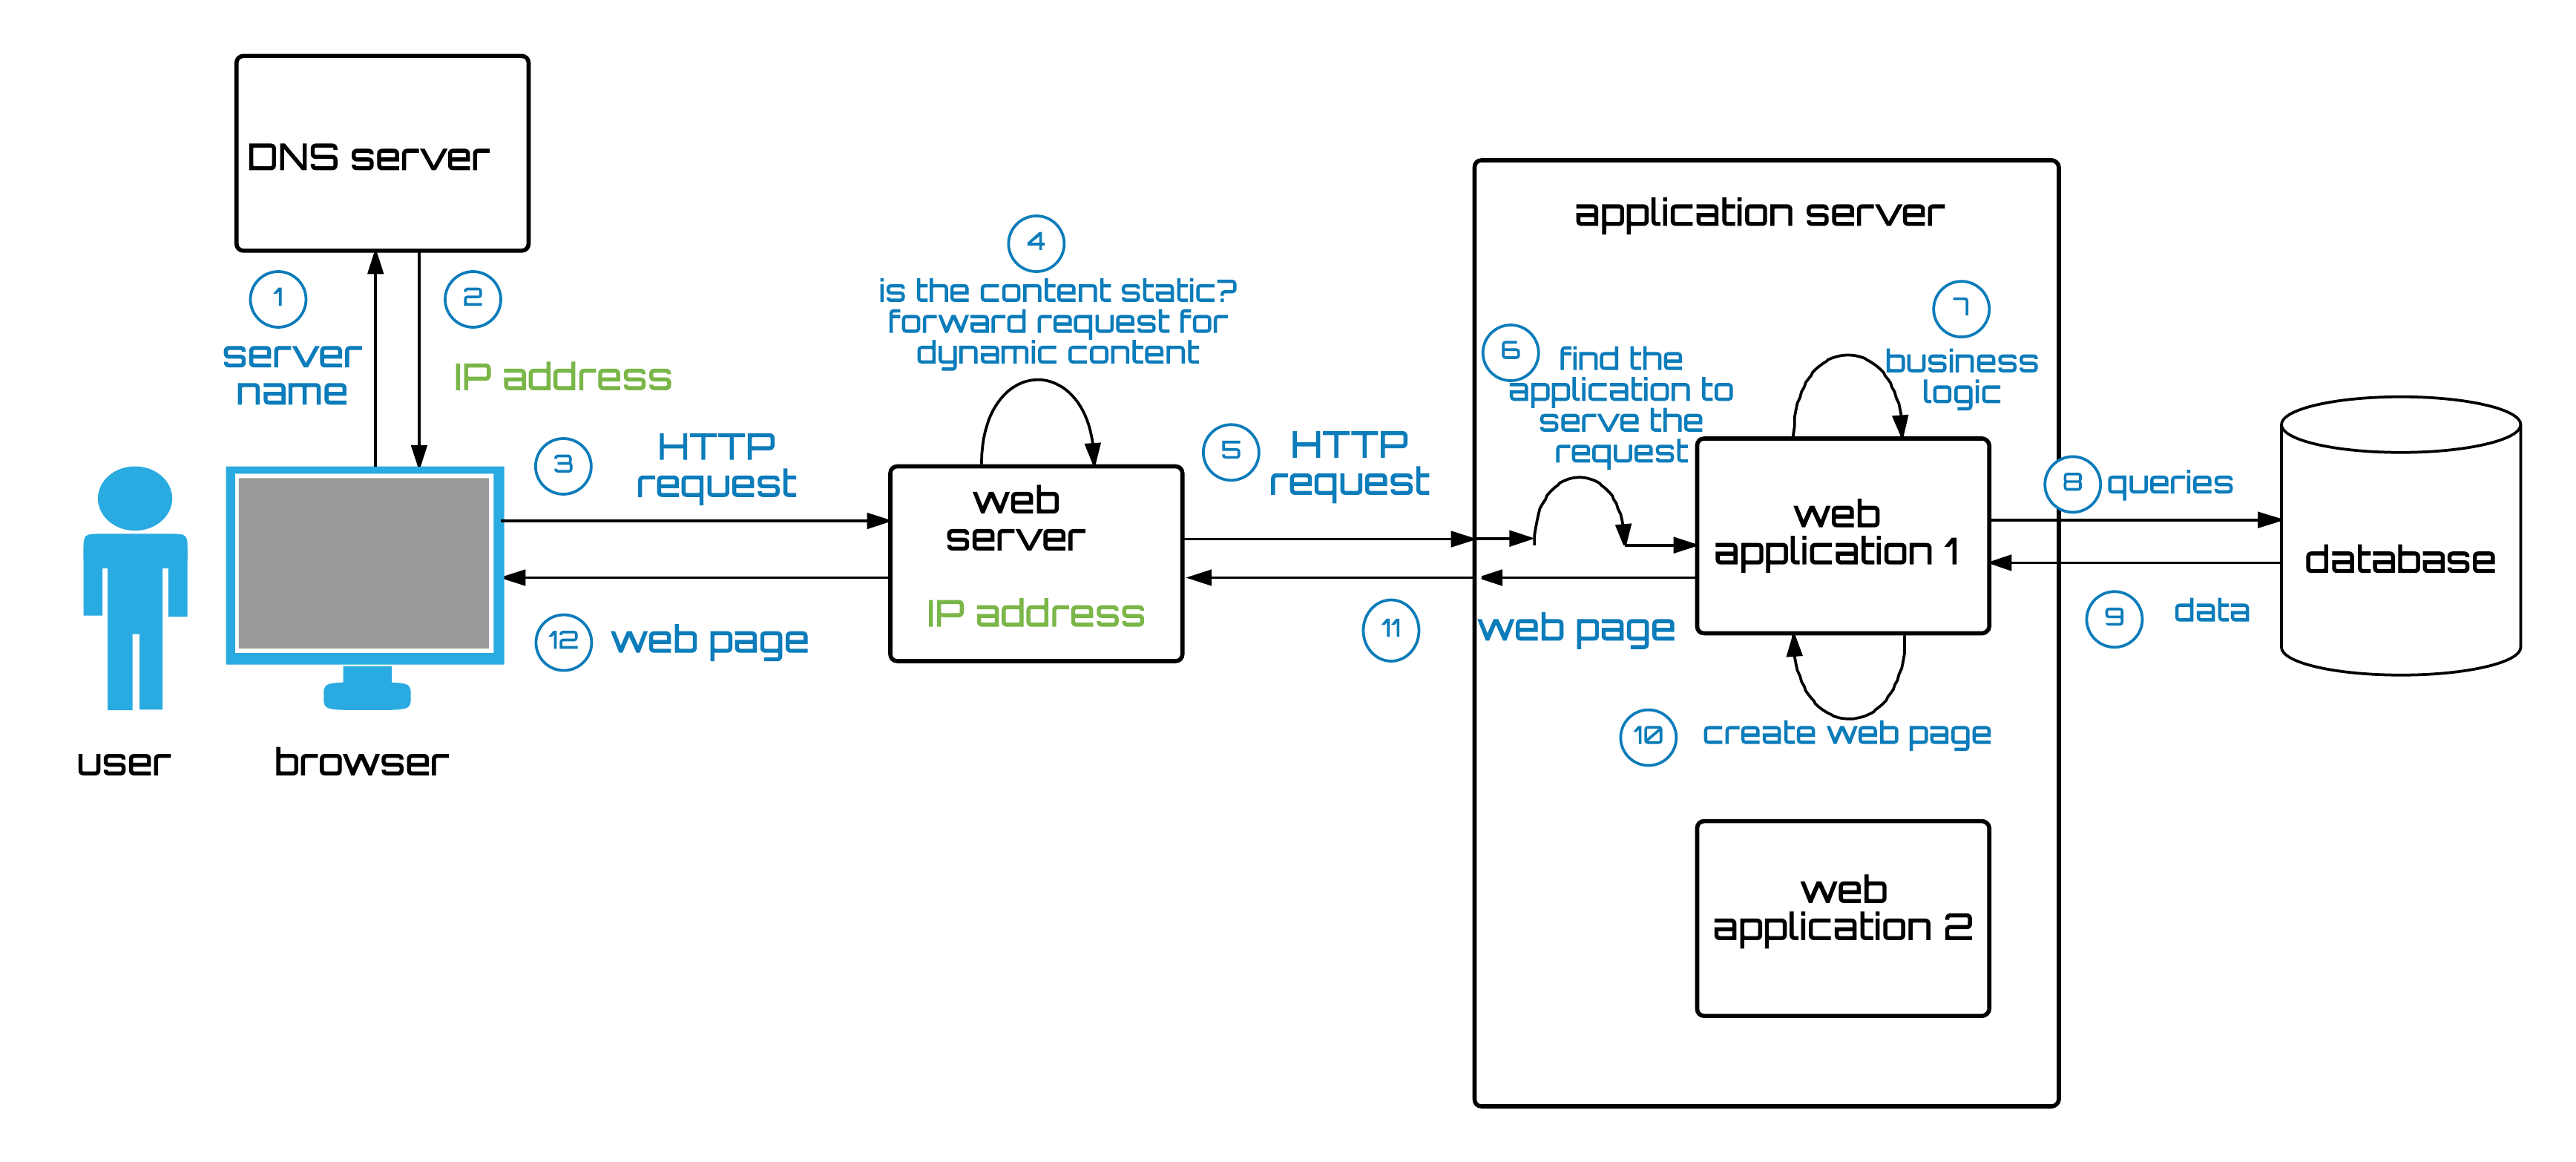 DNS server
1
server
name
2
IP address
user
browser
3
HTTP
request
12
web page
4
is the content static?
forward request for
dynamic content
web
server
IP address
5
HTTP
request
11
web page
application server
6
find the
application to
serve the
request
7
business
logic
web
application 1
10
create web page
web
application 2
8
queries
9
data
database